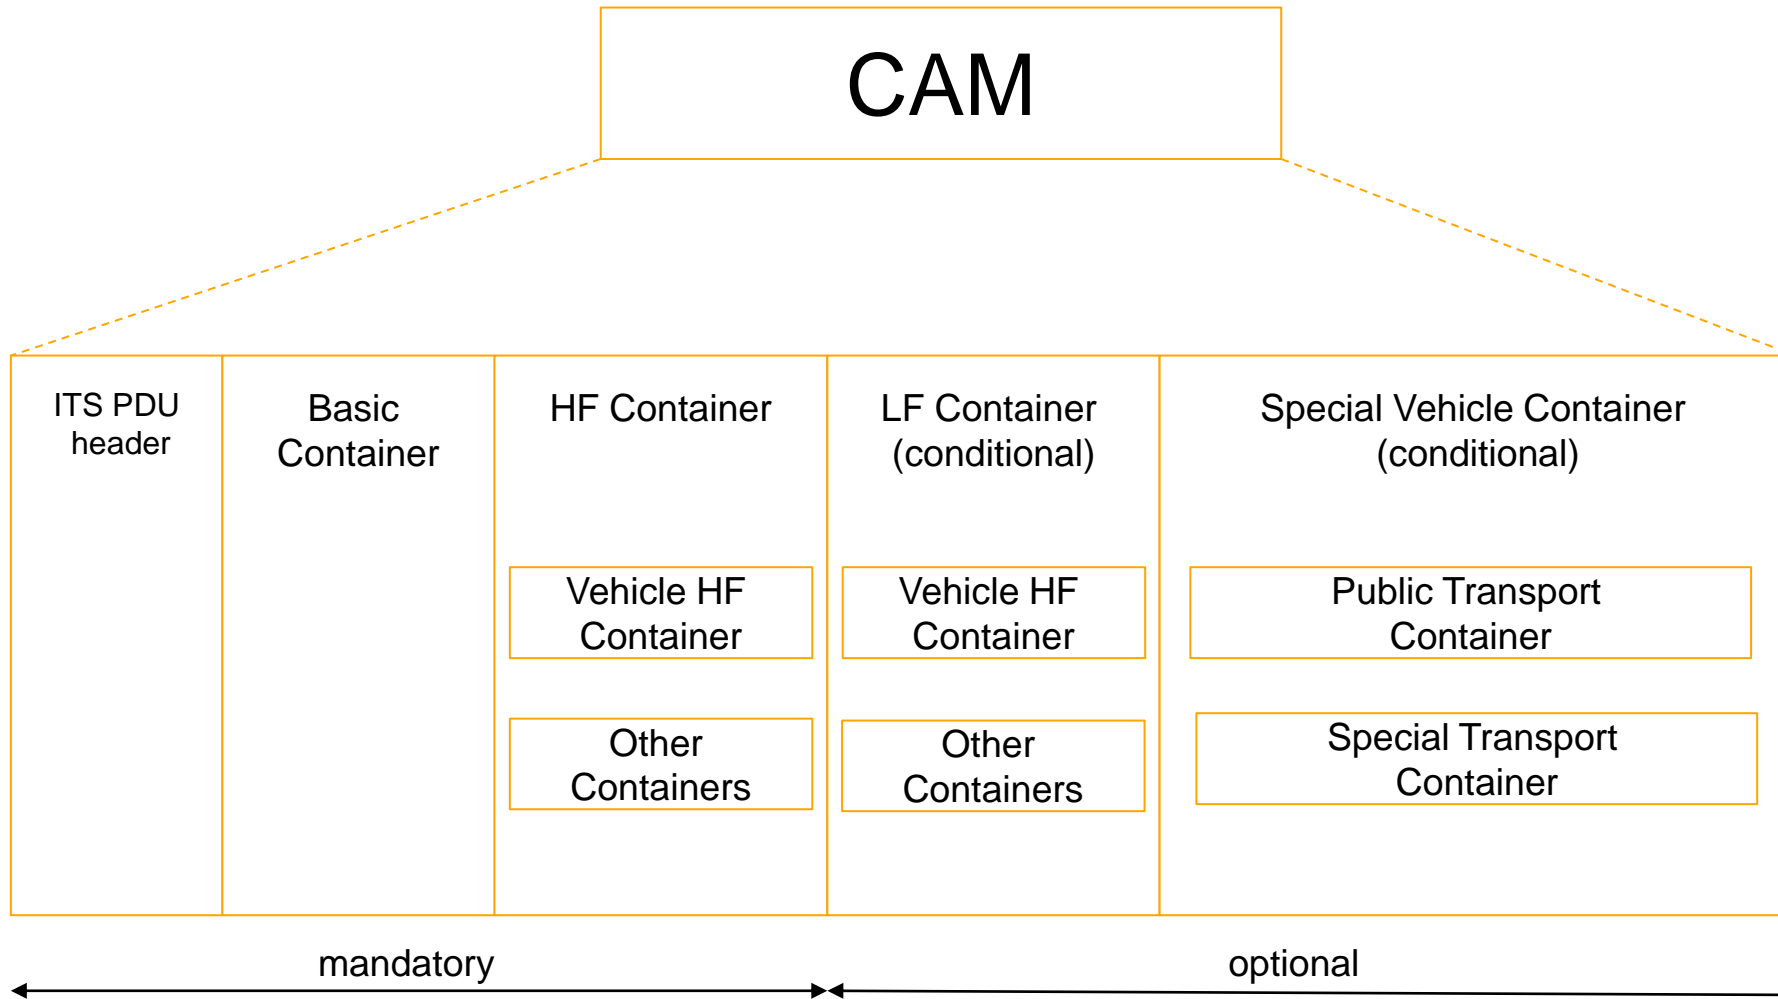 CAM
ITS PDU
header
Basic
Container
HF Container
LF Container
(conditional)
Special Vehicle Container
(conditional)
Vehicle HF
Container
Vehicle HF
Container
Public Transport
Container
Other
Containers
Other
Containers
Special Transport
Container
mandatory
optional